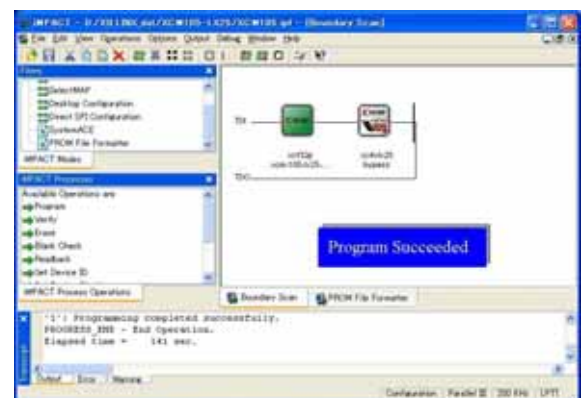 File Edit View Operations Options Output Debug Window Help
SelectMAP
Desktop Configuration
Direct SPI Configuration
SystemACE
PROM File Formatter
iMPACT Modes
iMPACT Processes
Available Operations are
Program
Verify
Erase
Blank Check
Readback
Get Device ID
iMPACT Process Operations
TDI
TDO
bypass
Program Succeeded
Boundary Scan
PROM File Formatter
'1': Programming completed successfully.
PROGRESS_END - End Operation.
Elapsed time = 141 sec.
Output Error Warning
Configuration Parallel III 200 KHz LPT1